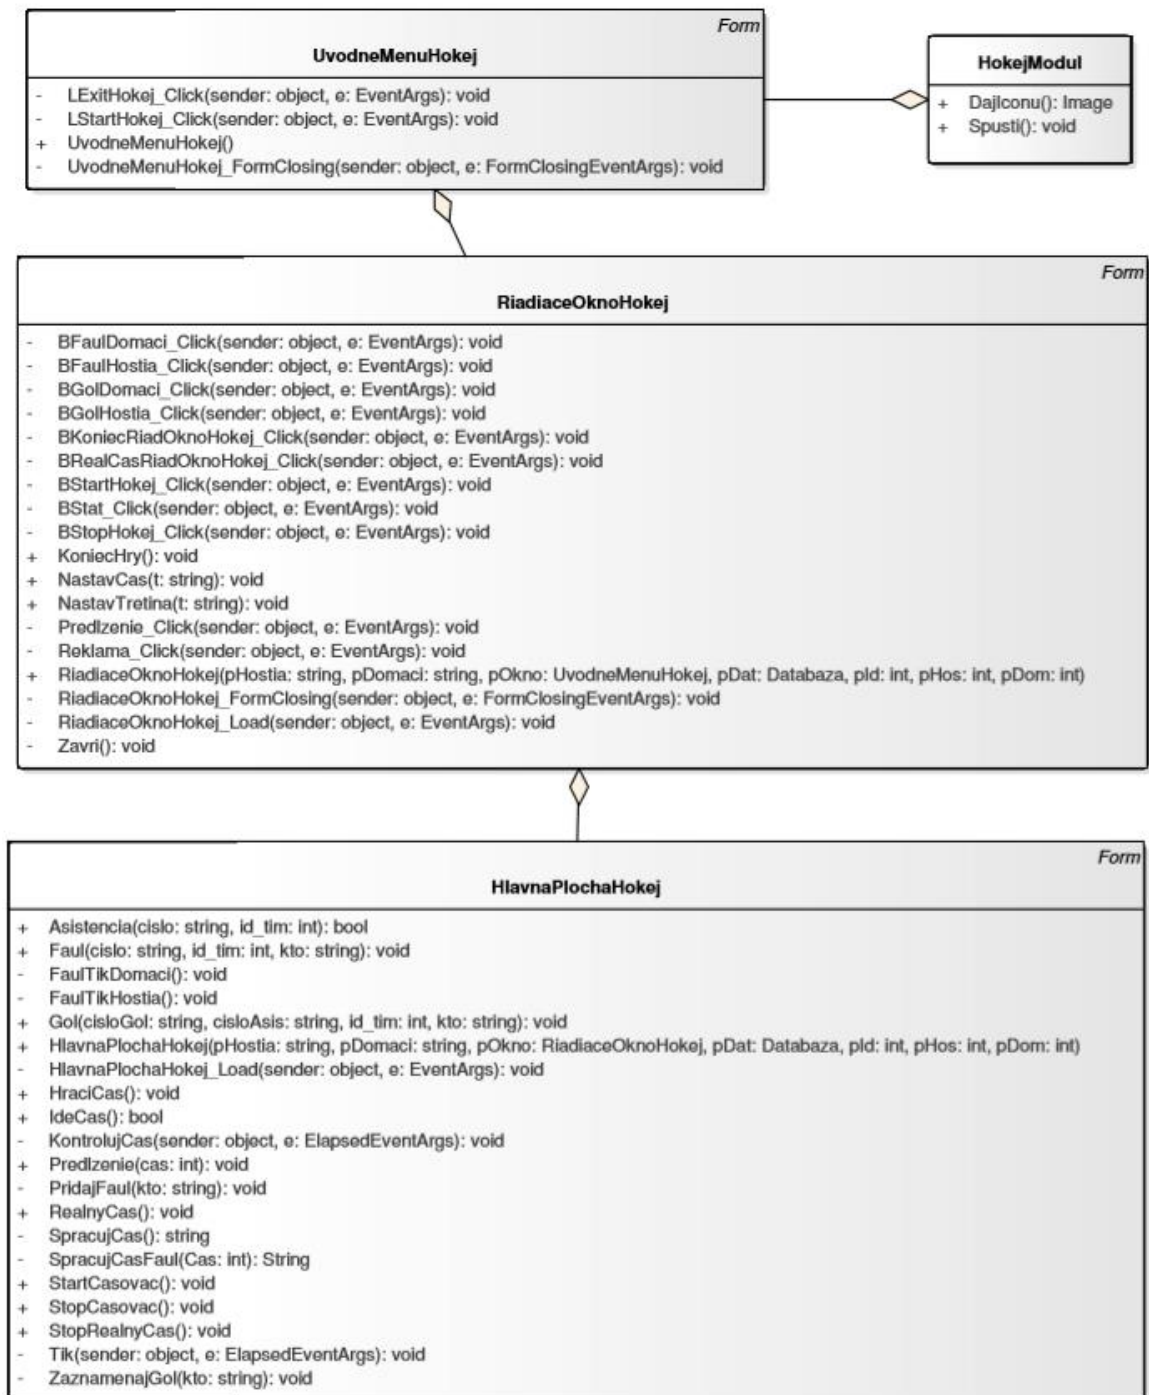 Form
UvodneMenuHokej
- LExitHokej_Click(sender: object, e: EventArgs): void
- LStartHokej_Click(sender: object, e: EventArgs): void
+ UvodneMenuHokej()
- UvodneMenuHokej_FormClosing(sender: object, e: FormClosingEventArgs): void
HokejModul
+ DajIconu(): Image
+ Spusti(): void
Form
RiadiaceOknoHokej
- BFaulDomaci_Click(sender: object, e: EventArgs): void
- BFaulHostia_Click(sender: object, e: EventArgs): void
- BGolDomaci_Click(sender: object, e: EventArgs): void
- BGolHostia_Click(sender: object, e: EventArgs): void
- BKoniecRiadOknoHokej_Click(sender: object, e: EventArgs): void
- BRealCasRiadOknoHokej_Click(sender: object, e: EventArgs): void
- BStartHokej_Click(sender: object, e: EventArgs): void
- BStat_Click(sender: object, e: EventArgs): void
- BStopHokej_Click(sender: object, e: EventArgs): void
+ KoniecHry(): void
+ NastavCas(t: string): void
+ NastavTretina(t: string): void
- Predlzenie_Click(sender: object, e: EventArgs): void
- Reklama_Click(sender: object, e: EventArgs): void
+ RiadiaceOknoHokej(pHostia: string, pDomaci: string, pOkno: UvodneMenuHokej, pDat: Databaza, pId: int, pHos: int, pDom: int)
- RiadiaceOknoHokej_FormClosing(sender: object, e: FormClosingEventArgs): void
- RiadiaceOknoHokej_Load(sender: object, e: EventArgs): void
- Zavri(): void
Form
HlavnaPlochaHokej
+ Asistencia(cislo: string, id_tim: int): bool
+ Faul(cislo: string, id_tim: int, kto: string): void
- FaulTikDomaci(): void
- FaulTikHostia(): void
+ Gol(cisloGol: string, cisloAsis: string, id_tim: int, kto: string): void
+ HlavnaPlochaHokej(pHostia: string, pDomaci: string, pOkno: RiadiaceOknoHokej, pDat: Databaza, pId: int, pHos: int, pDom: int)
- HlavnaPlochaHokej_Load(sender: object, e: EventArgs): void
+ HraciCas(): void
+ IdeCas(): bool
- KontrolujCas(sender: object, e: ElapsedEventArgs): void
+ Predlzenie(cas: int): void
- PridajFaul(kto: string): void
+ RealnyCas(): void
- SpracujCas(): string
- SpracujCasFaul(Cas: int): String
+ StartCasovac(): void
+ StopCasovac(): void
+ StopRealnyCas(): void
- Tik(sender: object, e: ElapsedEventArgs): void
- ZaznamenajGol(kto: string): void